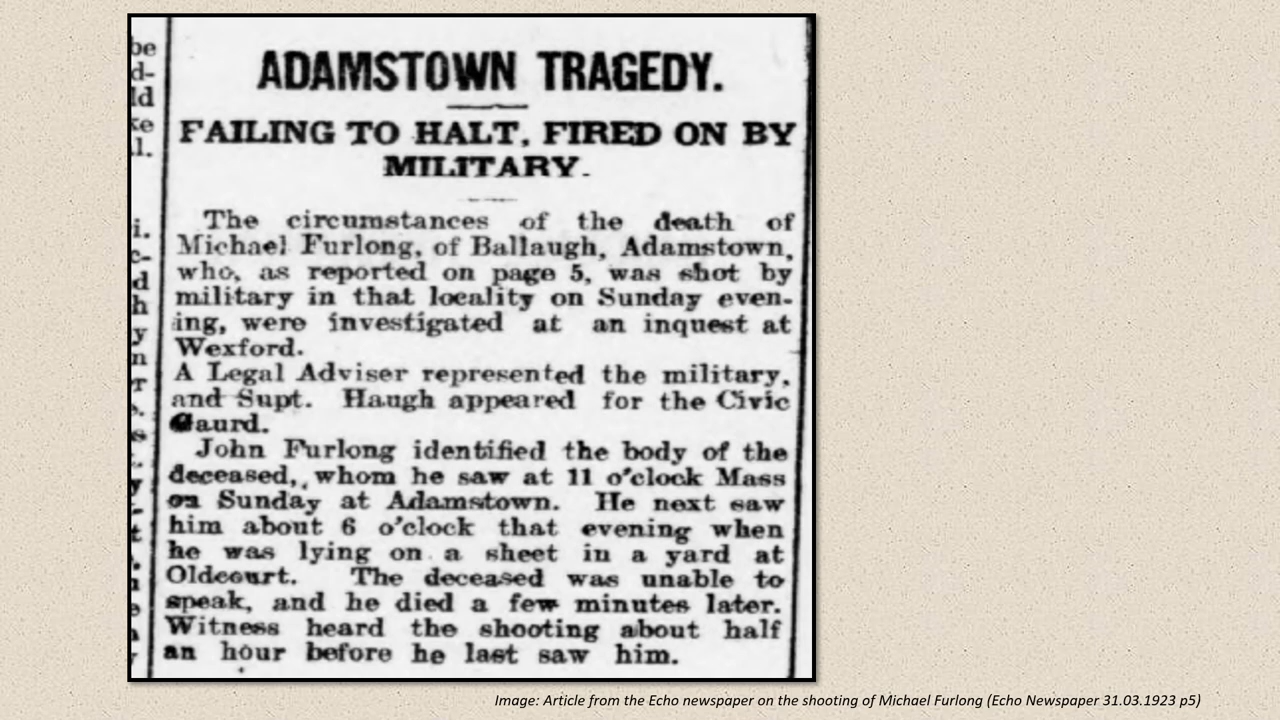 be
d-
ld
ke
l.
i.
c-
d
h
y
n
r
s
y
t
e
ADAMSTOWN TRAGEDY.
FAILING TO HALT, FIRED ON BY
MILITARY.
The circumstances of the death of
Michael Furlong, of Ballaugh, Adamstown,
who, as reported on page 5, was shot by
military in that locality on Sunday even-
ing, were investigated at an inquest at
Wexford.
A Legal Adviser represented the military,
and Supt. Haugh appeared for the Civic
Gaurd.
John Furlong identified the body of the
deceased, whom he saw at 11 o'clock Mass
on Sunday at Adamstown. He next saw
him about 6 o'clock that evening when
he was lying on a sheet in a yard at
Oldcourt. The deceased was unable to
speak, and he died a few minutes later.
Witness heard the shooting about half
an hour before he last saw him.
Image: Article from the Echo newspaper on the shooting of Michael Furlong (Echo Newspaper 31.03.1923 p5)